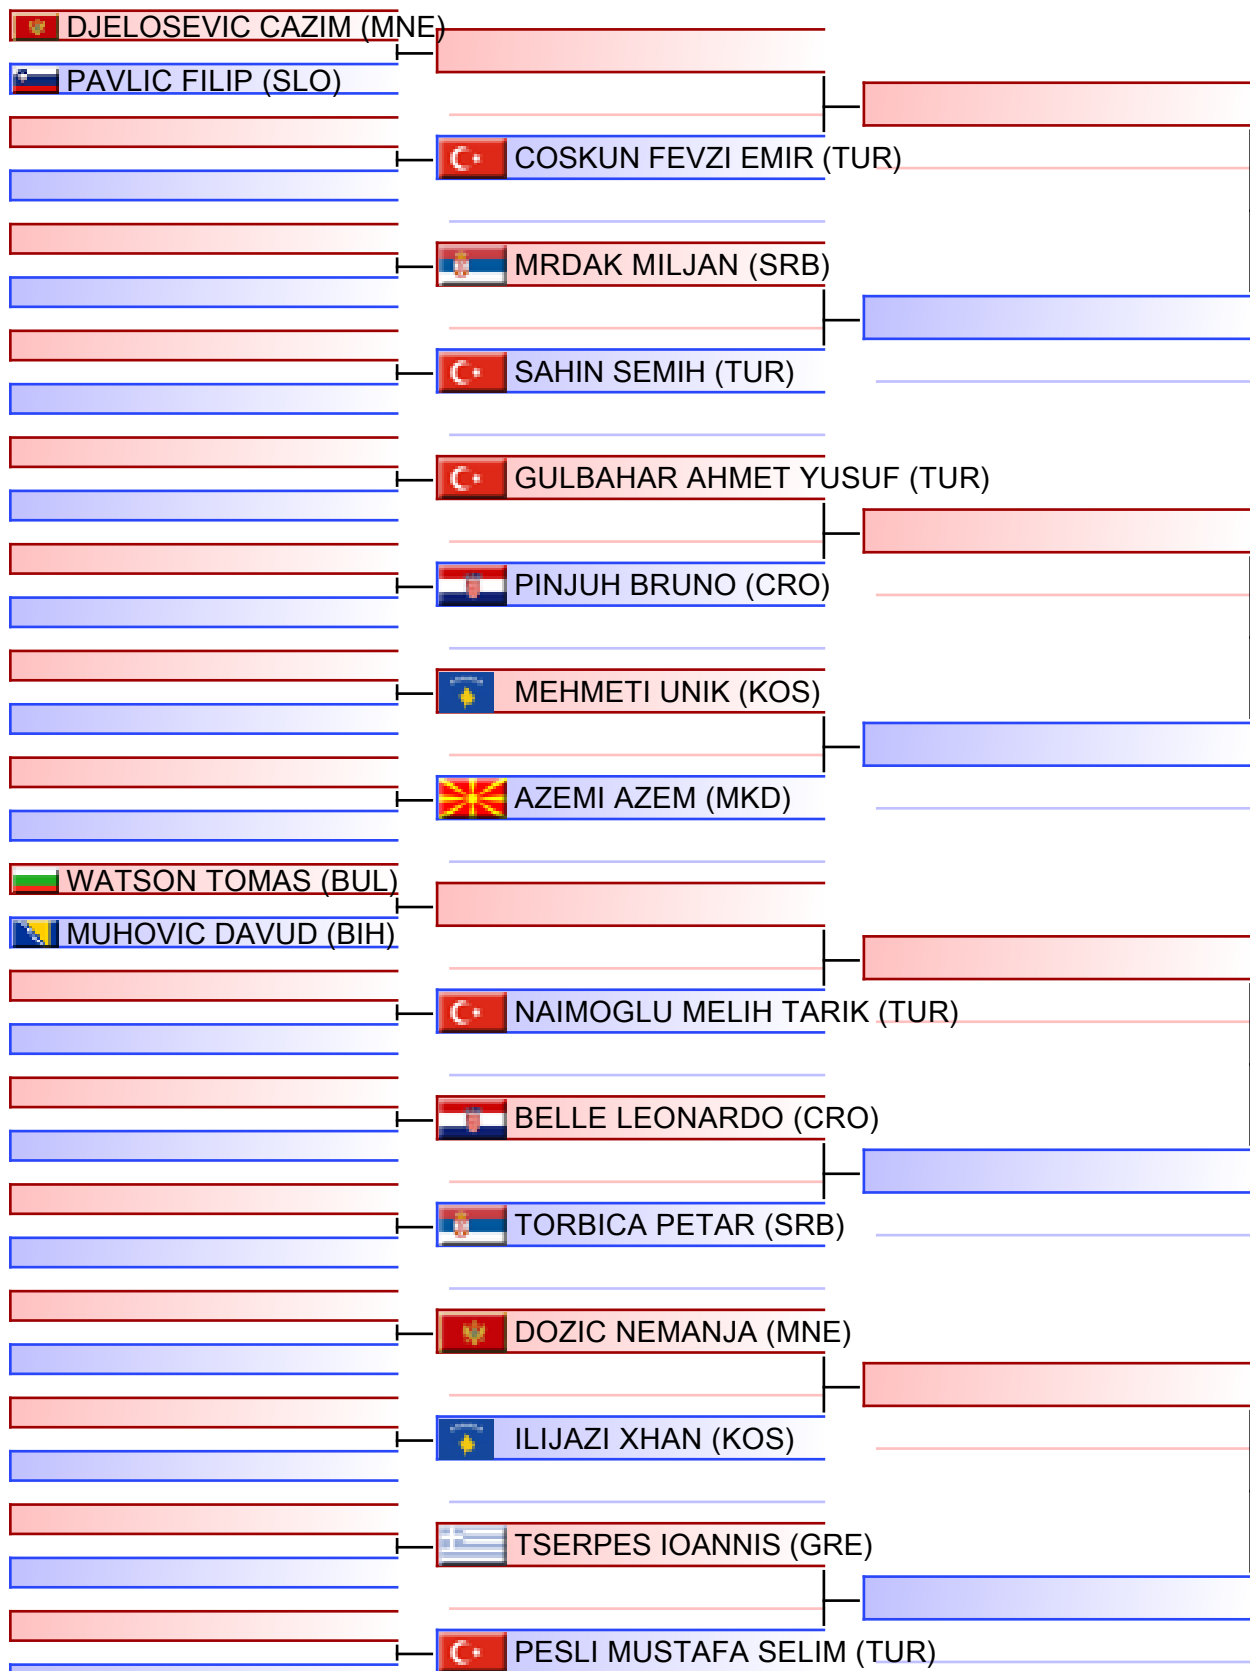 DJELOSEVIC CAZIM (MNE)
PAVLIC FILIP (SLO)
COSKUN FEVZI EMIR (TUR)
MRDAK MILJAN (SRB)
SAHIN SEMIH (TUR)
GULBAHAR AHMET YUSUF (TUR)
PINJUH BRUNO (CRO)
MEHMETI UNIK (KOS)
AZEMI AZEM (MKD)
WATSON TOMAS (BUL)
MUHOVIC DAVUD (BIH)
NAIMOGLU MELIH TARIK (TUR)
BELLE LEONARDO (CRO)
TORBICA PETAR (SRB)
DOZIC NEMANJA (MNE)
ILIJAZI XHAN (KOS)
TSERPES IOANNIS (GRE)
PESLI MUSTAFA SELIM (TUR)